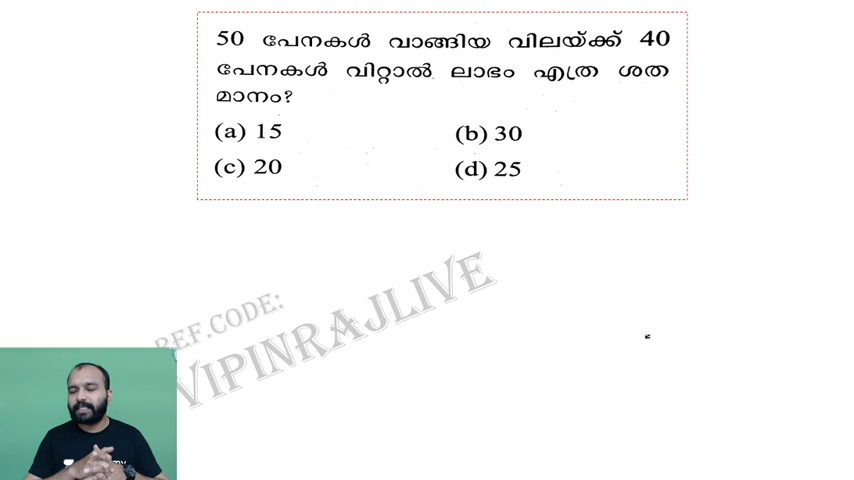 50 പേനകൾ വാങ്ങിയ വിലയ്ക്ക് 40
പേനകൾ വിറ്റാൽ ലാഭം എത്ര ശത
മാനം?
(a) 15 (b) 30
(c) 20 (d) 25
REF.CODE:
VIPINRAJLIVE